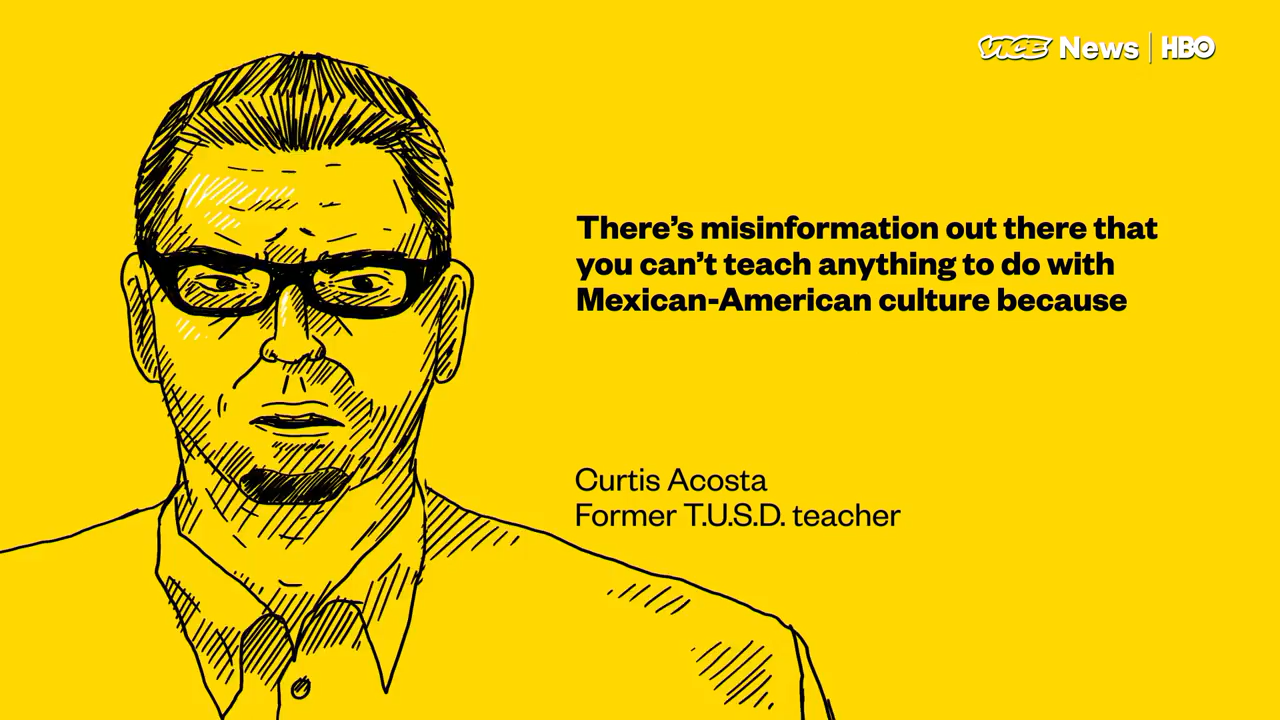 VICE News | HBO
There's misinformation out there that
you can't teach anything to do with
Mexican-American culture because
Curtis Acosta
Former T.U.S.D. teacher